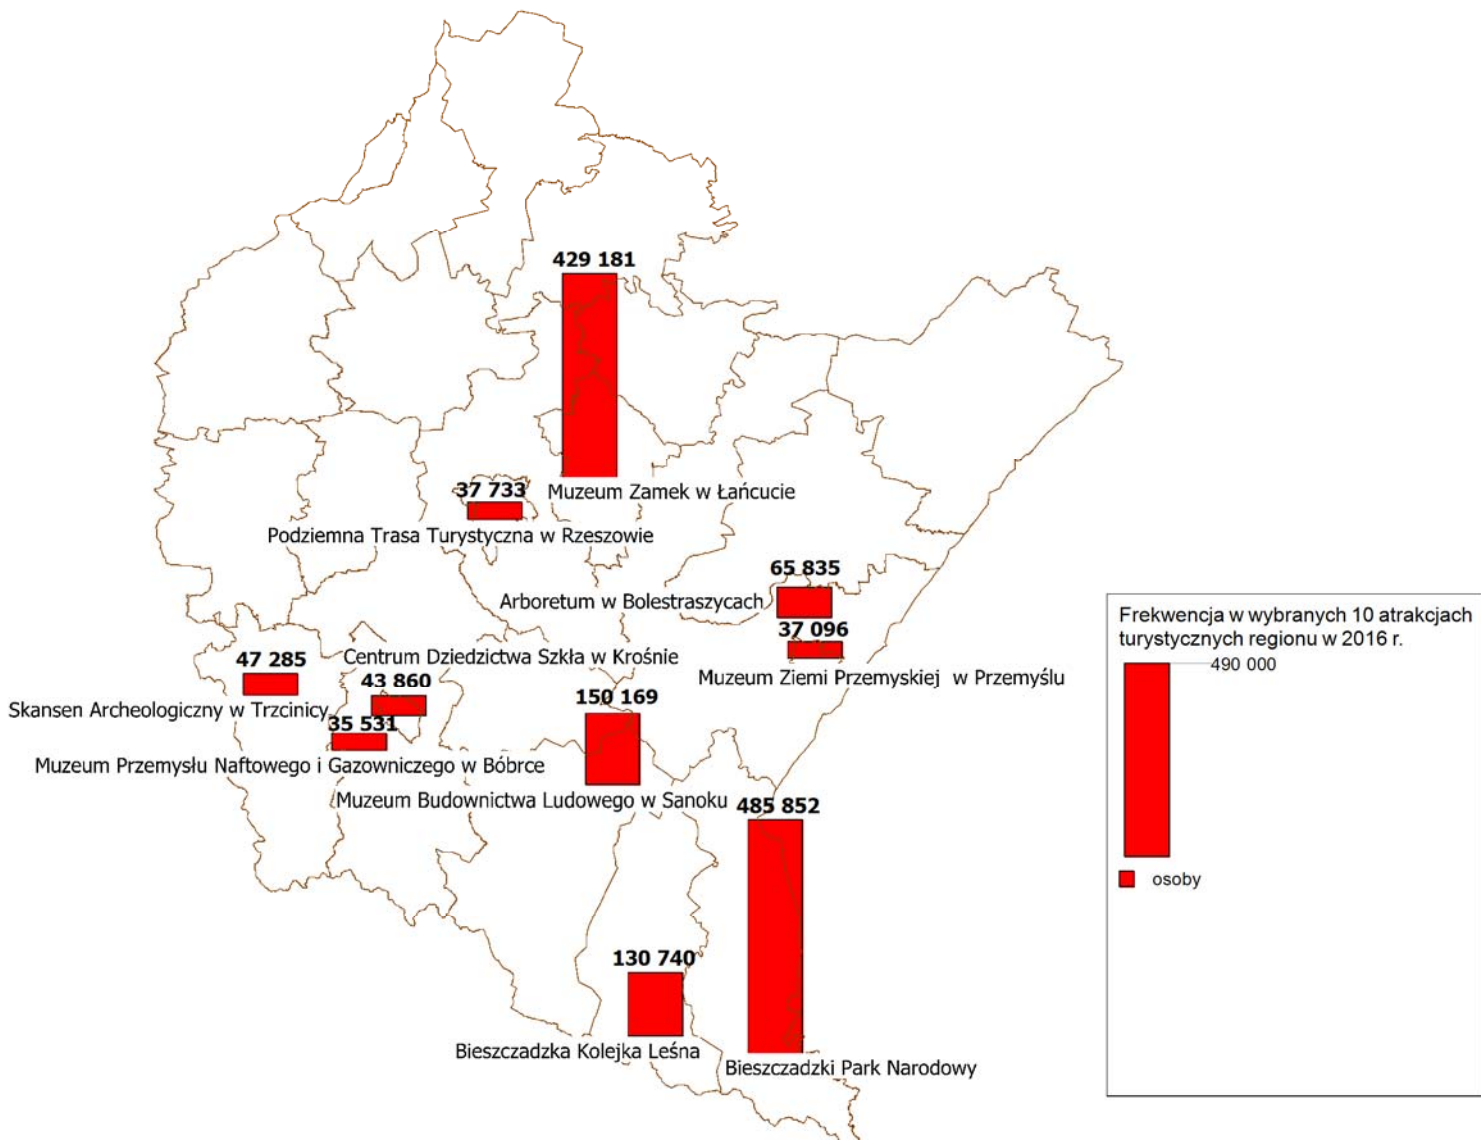 429 181
Muzeum Zamek w Łańcucie
37 733
Podziemna Trasa Turystyczna w Rzeszowie
65 835
Arboretum w Bolestraszycach
37 096
Muzeum Ziemi Przemyskiej w Przemyślu
Centrum Dziedzictwa Szkła w Krośnie
43 860
47 285
Skansen Archeologiczny w Trzcinicy
35 531
Muzeum Przemysłu Naftowego i Gazowniczego w Bóbrce
150 169
Muzeum Budownictwa Ludowego w Sanoku
485 852
Bieszczadzki Park Narodowy
130 740
Bieszczadzka Kolejka Leśna
Frekwencja w wybranych 10 atrakcjach
turystycznych regionu w 2016 r.
490 000
osoby